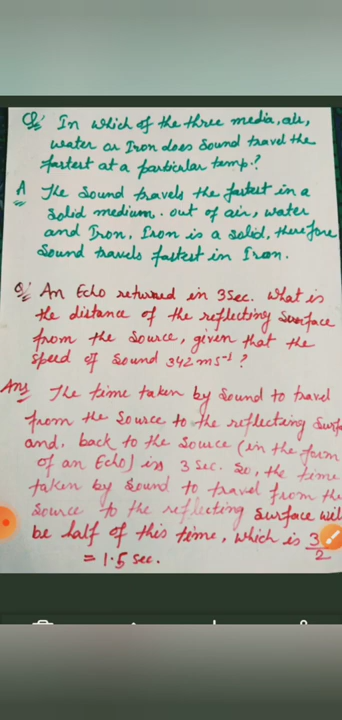 Q: In which of the three media, air,
water or Iron does Sound travel the
fastest at a particular temp.?
A The Sound travels the fastest in a
Solid medium. out of air, water
and Iron, Iron is a solid, therefore
Sound travels fastest in Iron.
Q: An Echo returned in 3 Sec. What is
the distance of the reflecting Surface
from the Source, given that the
speed of Sound 342 ms⁻¹ ?
Ans The time taken by Sound to travel
from the Source to the reflecting Surf
and, back to the Source (in the form
of an Echo) is 3 Sec. So, the time
taken by Sound to travel from the
Source to the reflecting Surface will
be half of this time, which is 3/2
= 1.5 sec.